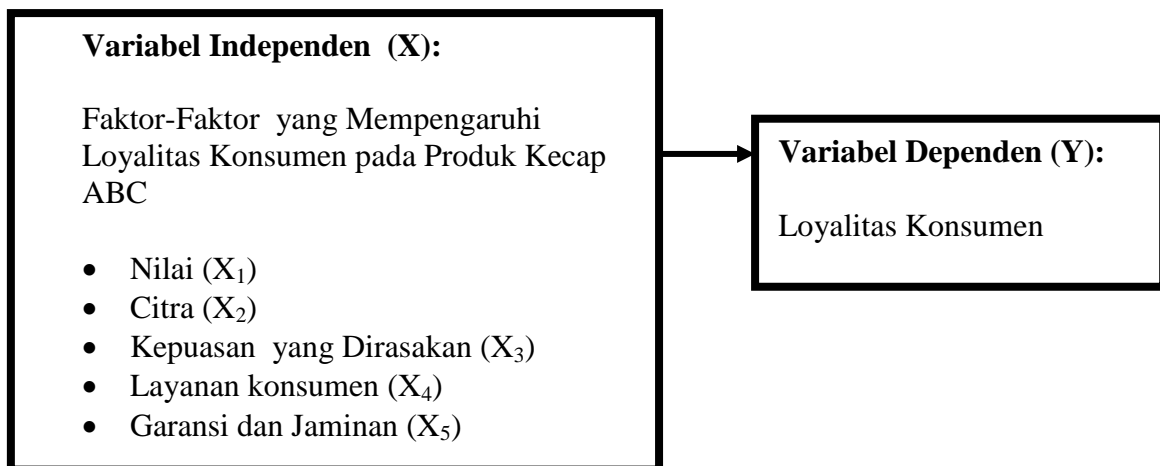 Variabel Independen (X):
Faktor-Faktor yang Mempengaruhi
Loyalitas Konsumen pada Produk Kecap
ABC
• Nilai (X₁)
• Citra (X₂)
• Kepuasan yang Dirasakan (X₃)
• Layanan konsumen (X₄)
• Garansi dan Jaminan (X₅)
Variabel Dependen (Y):
Loyalitas Konsumen